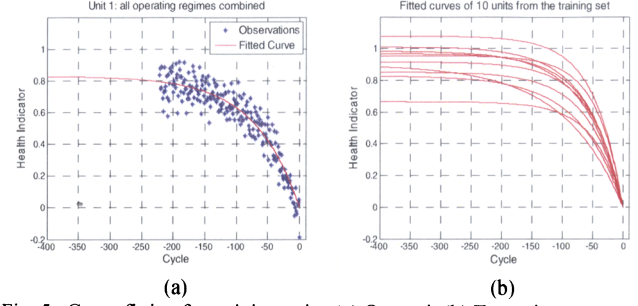 Unit 1: all operating regimes combined
Observations
Fitted Curve
1
0.8
0.6
0.4
0.2
0
-0.2
Health Indicator
-400 -350 -300 -250 -200 -150 -100 -50 0
Cycle
(a)
Fitted curves of 10 units from the training set
1
0.8
0.6
0.4
0.2
0
-0.2
Health Indicator
-400 -350 -300 -250 -200 -150 -100 -50 0
Cycle
(b)